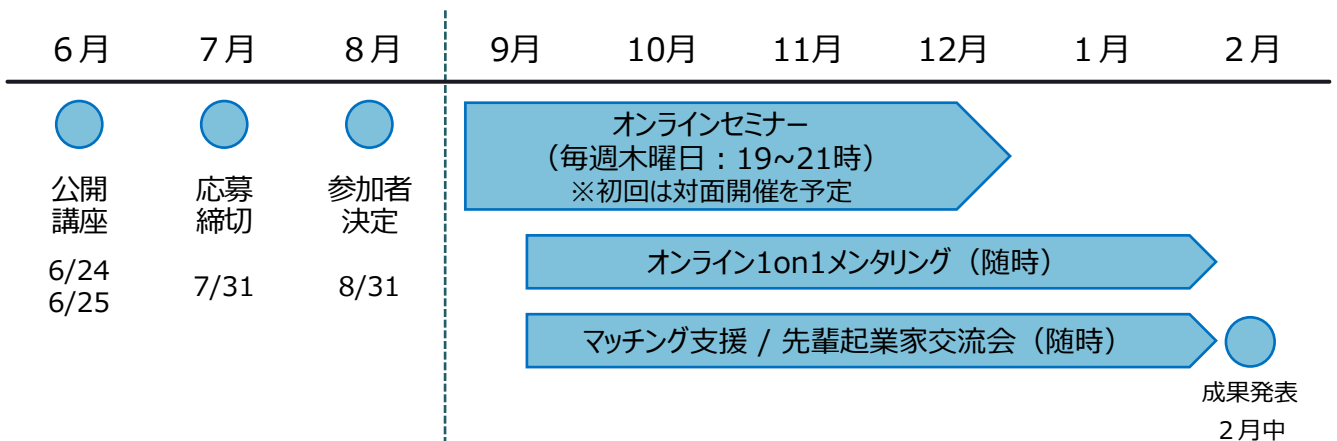 6月 7月 8月 9月 10月 11月 12月 1月 2月
公開
講座
6/24
6/25
応募
締切
7/31
参加者
決定
8/31
オンラインセミナー
（毎週木曜日：19~21時）
※初回は対面開催を予定
オンライン1on1メンタリング（随時）
マッチング支援 / 先輩起業家交流会（随時）
成果発表
2月中